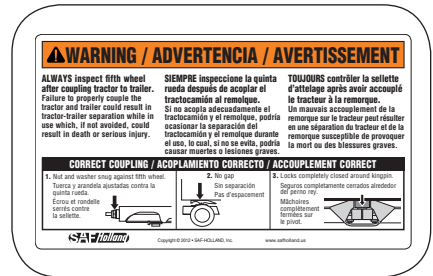 WARNING / ADVERTENCIA / AVERTISSEMENT
ALWAYS inspect fifth wheel
after coupling tractor to trailer.
Failure to properly couple the
tractor and trailer could result in
tractor-trailer separation while in
use which, if not avoided, could
result in death or serious injury.
SIEMPRE inspeccione la quinta
rueda después de acoplar el
tractocamión al remolque.
Si no acopla adecuadamente el
tractocamión y el remolque, podría
ocasionar la separación del
tractocamión y el remolque durante
el uso, lo cual, si no se evita, podría
causar muertes o lesiones graves.
TOUJOURS contrôler la sellette
d'attelage après avoir accouplé
le tracteur à la remorque.
Un mauvais accouplement de la
remorque sur le tracteur peut résulter
en une séparation du tracteur et de la
remorque susceptible de provoquer
la mort ou des blessures graves.
CORRECT COUPLING / ACOPLAMIENTO CORRECTO / ACCOUPLEMENT CORRECT
1. Nut and washer snug against fifth wheel.
Tuerca y arandela ajustadas contra la
quinta rueda.
Écrou et rondelle
serrés contre
la sellette.
2. No gap
Sin separación
Pas d'espacement
3. Locks completely closed around kingpin.
Seguros completamente cerrados alrededor
del perno rey.
Mâchoires
complètement
fermées sur
le pivot.
SAF Holland
Copyright © 2012 • SAF-HOLLAND, Inc.
www.safholland.us